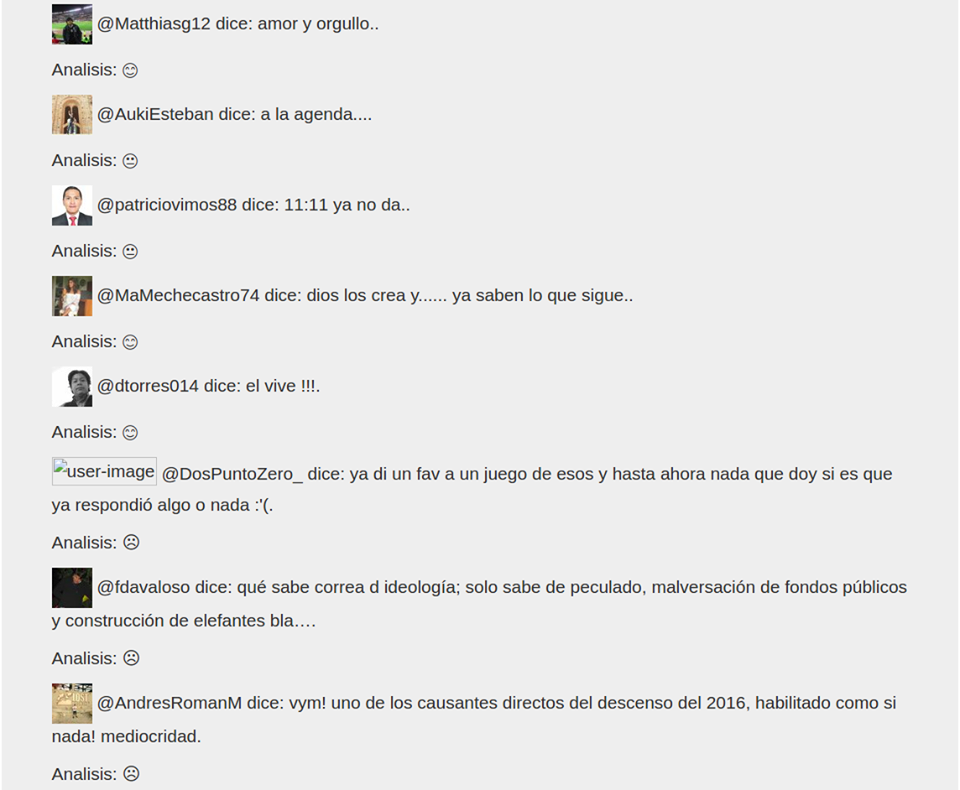 @Matthiasg12 dice: amor y orgullo..
Analisis: 😊
@AukiEsteban dice: a la agenda....
Analisis: 😐
@patriciovimos88 dice: 11:11 ya no da..
Analisis: 😐
@MaMechecastro74 dice: dios los crea y...... ya saben lo que sigue..
Analisis: 😊
@dtorres014 dice: el vive !!!.
Analisis: 😊
user-image @DosPuntoZero_ dice: ya di un fav a un juego de esos y hasta ahora nada que doy si es que
ya respondió algo o nada :'(.
Analisis: ☹
@fdavaloso dice: qué sabe correa d ideología; solo sabe de peculado, malversación de fondos públicos
y construcción de elefantes bla….
Analisis: ☹
@AndresRomanM dice: vym! uno de los causantes directos del descenso del 2016, habilitado como si
nada! mediocridad.
Analisis: ☹